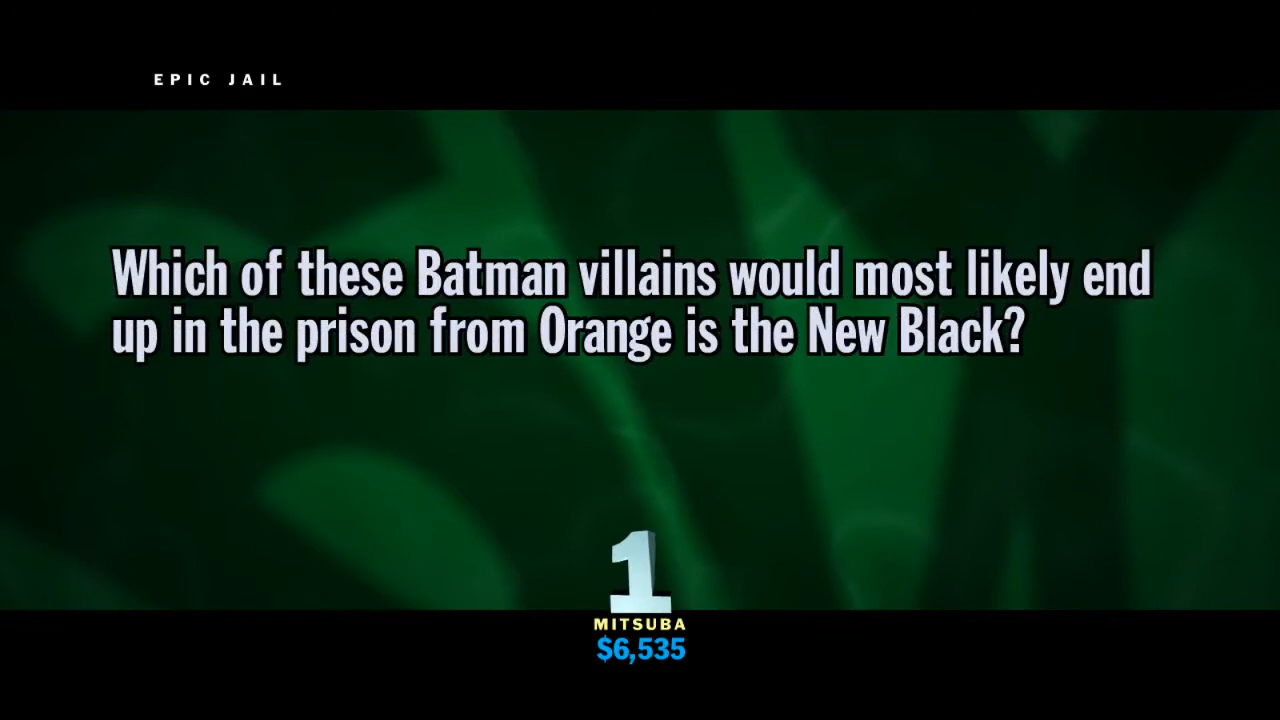 EPIC JAIL
Which of these Batman villains would most likely end
up in the prison from Orange is the New Black?
1
MITSUBA
$6,535